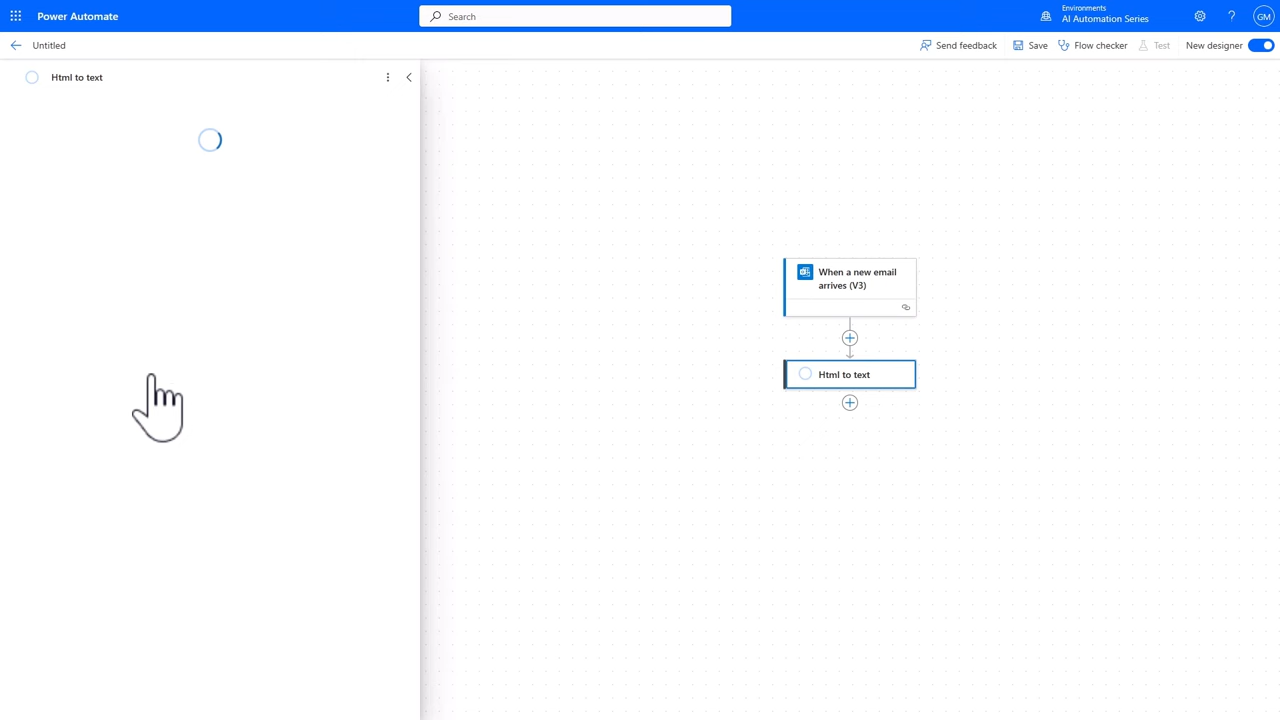 Power Automate
Search
Environments
AI Automation Series
GM
Untitled
Send feedback
Save
Flow checker
Test
New designer
Html to text
When a new email
arrives (V3)
Html to text